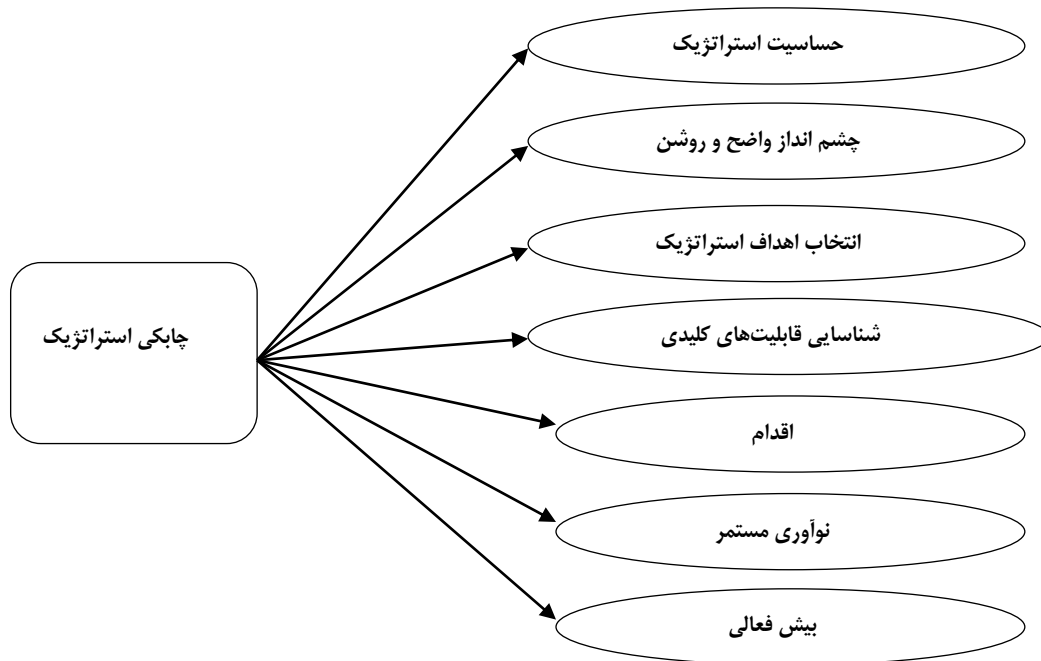 حساسیت استراتژیک
چشم انداز واضح و روشن
انتخاب اهداف استراتژیک
شناسایی قابلیت‌های کلیدی
چابکی استراتژیک
اقدام
نوآوری مستمر
بیش فعالی